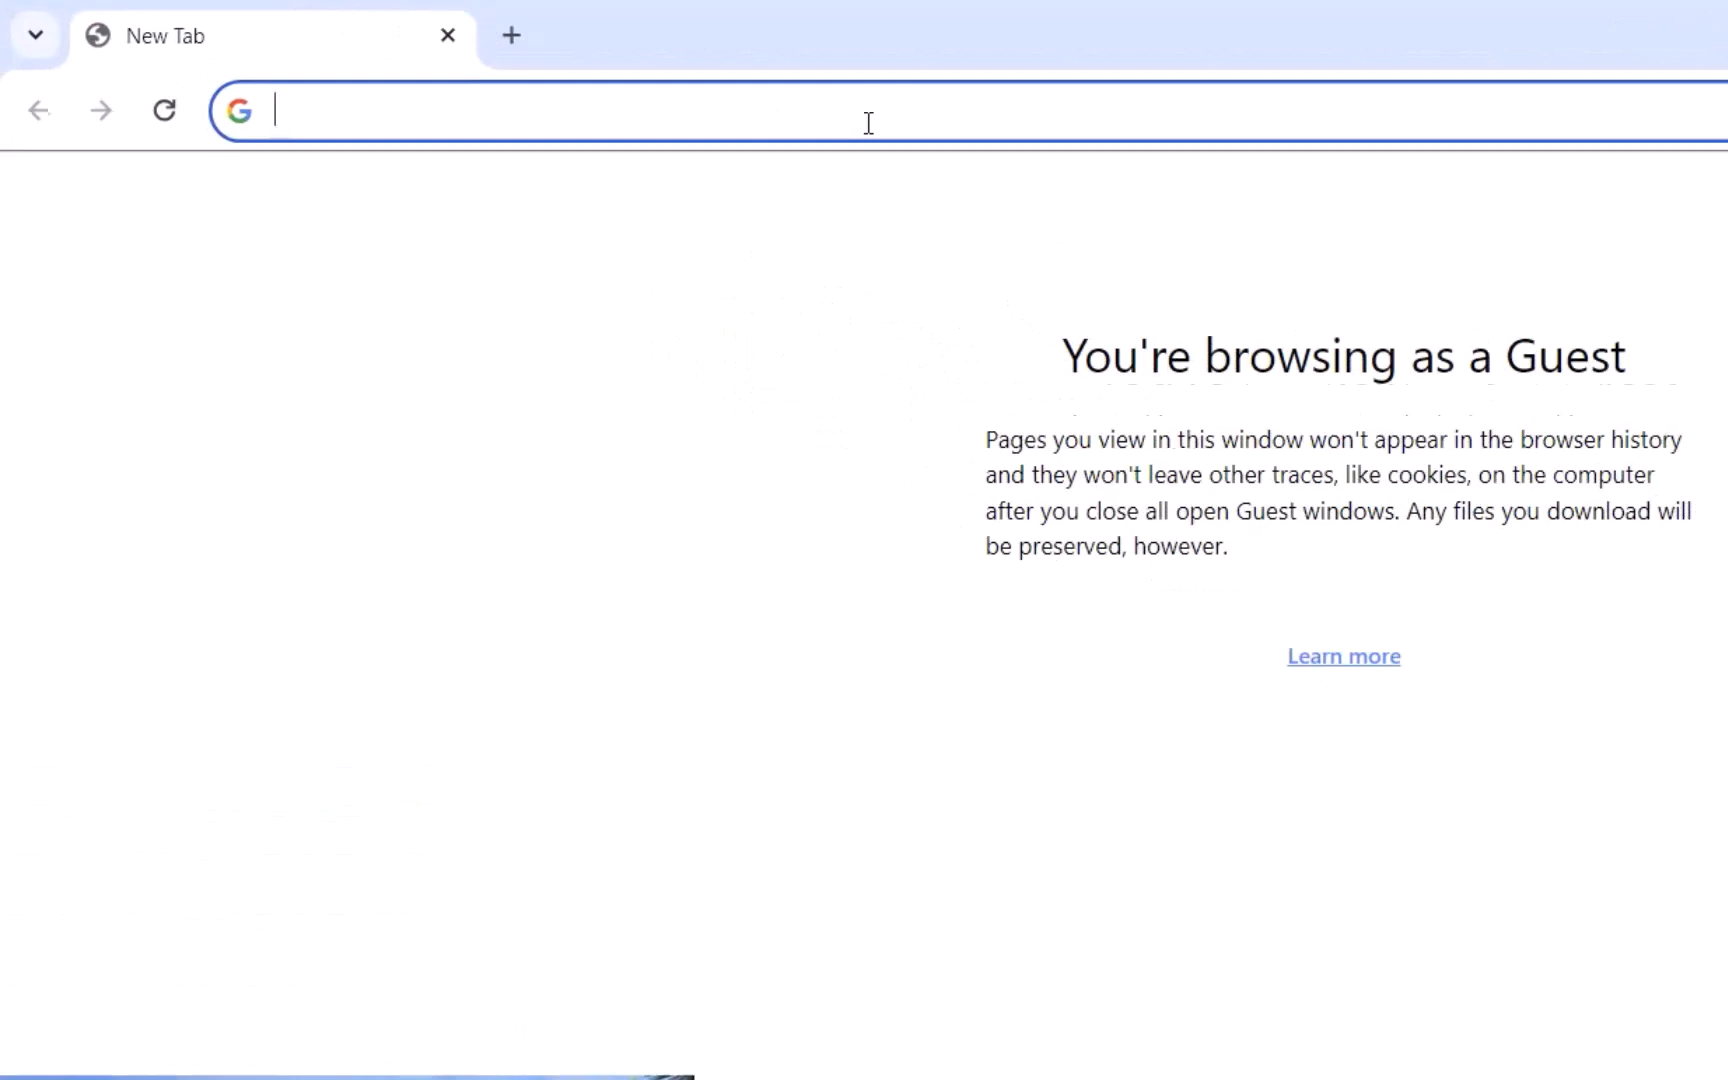 New Tab
You're browsing as a Guest
Pages you view in this window won't appear in the browser history
and they won't leave other traces, like cookies, on the computer
after you close all open Guest windows. Any files you download will
be preserved, however.
Learn more